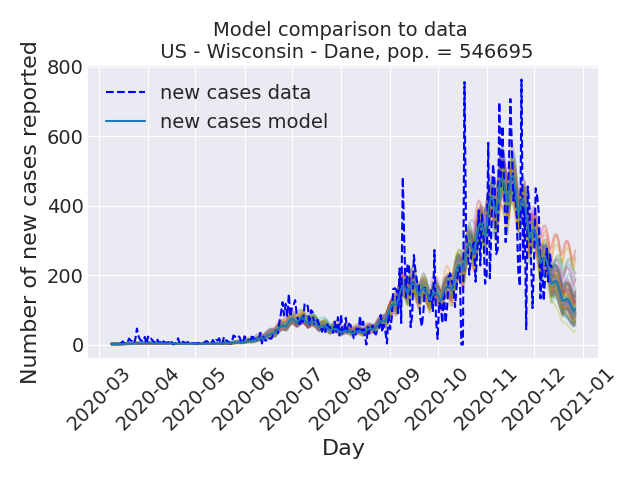 Model comparison to data
US - Wisconsin - Dane, pop. = 546695
Number of new cases reported
800
600
400
200
0
new cases data
new cases model
2020-03
2020-04
2020-05
2020-06
2020-07
2020-08
2020-09
2020-10
2020-11
2020-12
2021-01
Day